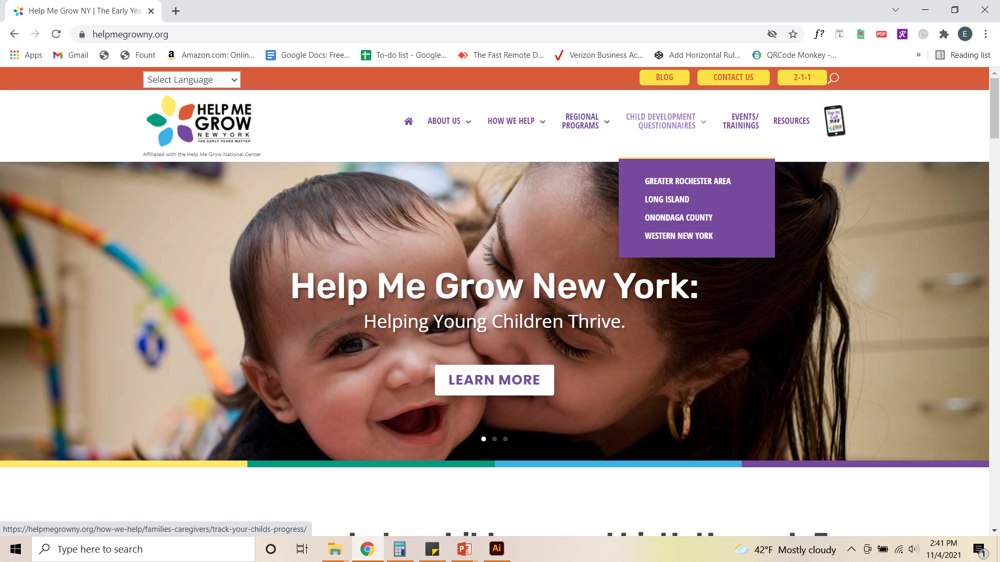 Help Me Grow NY | The Early Yea
helpmegrowny.org
f?
T
PDF
R
E
Apps
Gmail
Fount
Amazon.com: Onlin...
Google Docs: Free...
To-do list - Google...
The Fast Remote D...
Verizon Business Ac...
Add Horizontal Rul...
QRCode Monkey -...
»
Reading list
Select Language
BLOG
CONTACT US
2-1-1
HELP ME
GROW
NEW YORK
THE EARLY YEARS MATTER
Affiliated with the Help Me Grow National Center
ABOUT US
HOW WE HELP
REGIONAL
PROGRAMS
CHILD DEVELOPMENT
QUESTIONNAIRES
EVENTS/
TRAININGS
RESOURCES
Tap to
Call
GREATER ROCHESTER AREA
LONG ISLAND
ONONDAGA COUNTY
WESTERN NEW YORK
Help Me Grow New York:
Helping Young Children Thrive.
LEARN MORE
https://helpmegrowny.org/how-we-help/families-caregivers/track-your-childs-progress/
Type here to search
Ai
42°F Mostly cloudy
2:41 PM
11/4/2021
1